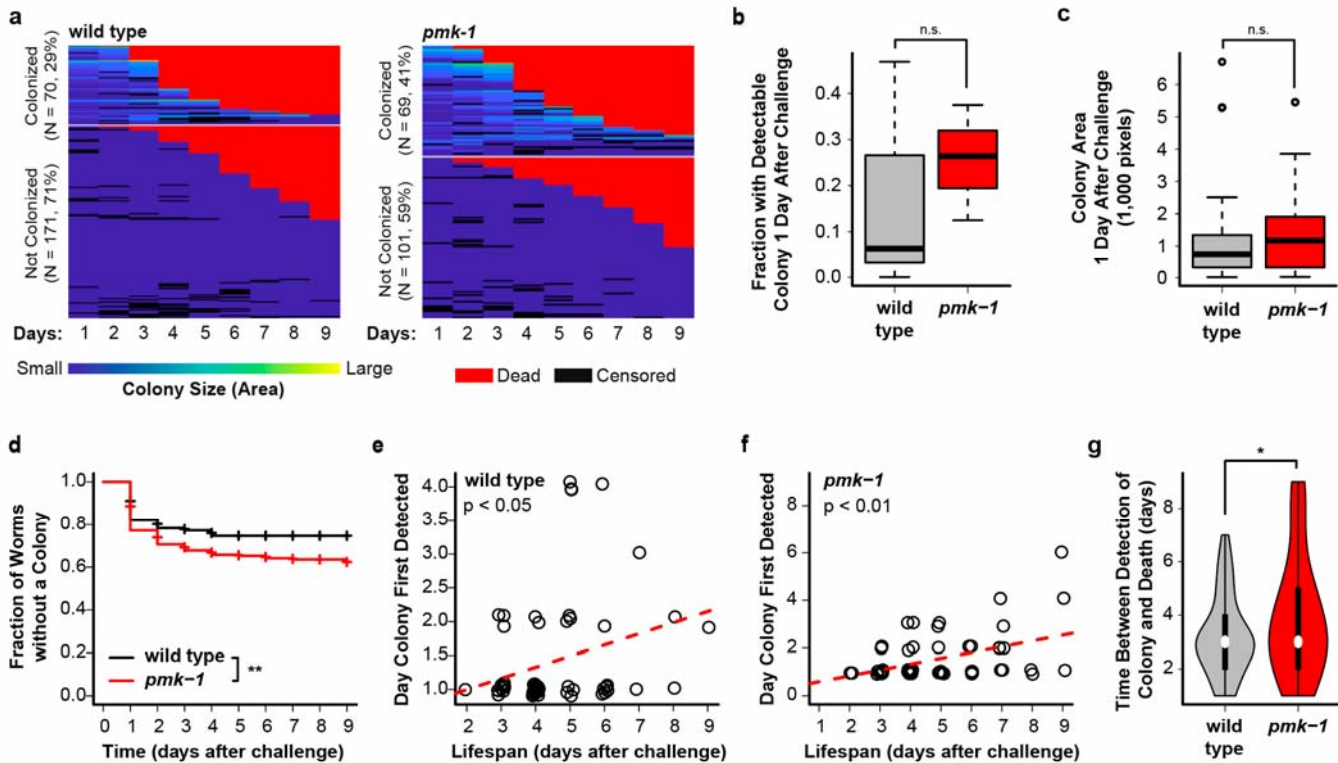 a
wild type
pmk-1
Colonized
(N = 70, 29%)
Not Colonized
(N = 171, 71%)
Colonized
(N = 69, 41%)
Not Colonized
(N = 101, 59%)
Days: 1 2 3 4 5 6 7 8 9
Days: 1 2 3 4 5 6 7 8 9
Small
Large
Colony Size (Area)
Dead
Censored
b
n.s.
Fraction with Detectable
Colony 1 Day After Challenge
0.4
0.3
0.2
0.1
0.0
wild
type
pmk−1
c
n.s.
Colony Area
1 Day After Challenge
(1,000 pixels)
6
5
4
3
2
1
0
wild
type
pmk−1
d
Fraction of Worms
without a Colony
1.0
0.8
0.6
0.4
0.2
0.0
wild type
pmk-1
**
0 1 2 3 4 5 6 7 8 9
Time (days after challenge)
e
wild type
p < 0.05
Day Colony First Detected
4.0
3.5
3.0
2.5
2.0
1.5
1.0
2 3 4 5 6 7 8 9
Lifespan (days after challenge)
f
pmk−1
p < 0.01
Day Colony First Detected
8
6
4
2
0
1 2 3 4 5 6 7 8 9
Lifespan (days after challenge)
g
*
Time Between Detection of
Colony and Death (days)
8
6
4
2
wild
type
pmk−1